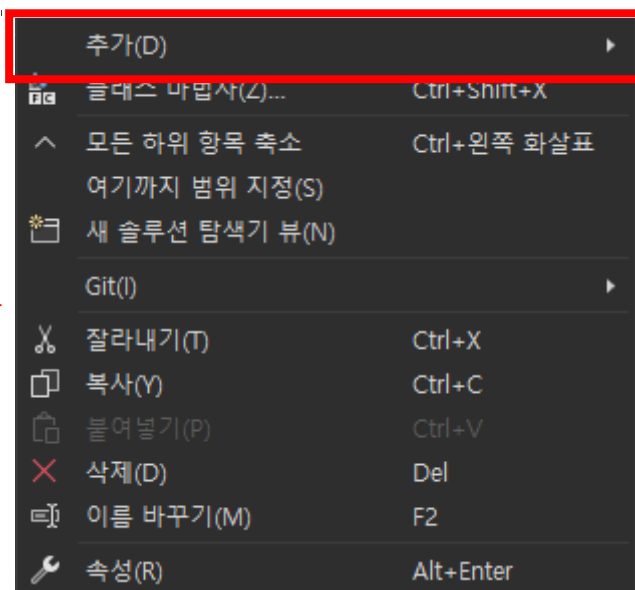 추가(D)
클래스 마법사(Z)... Ctrl+Shift+X
모든 하위 항목 축소 Ctrl+왼쪽 화살표
여기까지 범위 지정(S)
새 솔루션 탐색기 뷰(N)
Git(I)
잘라내기(T) Ctrl+X
복사(Y) Ctrl+C
붙여넣기(P) Ctrl+V
삭제(D) Del
이름 바꾸기(M) F2
속성(R) Alt+Enter